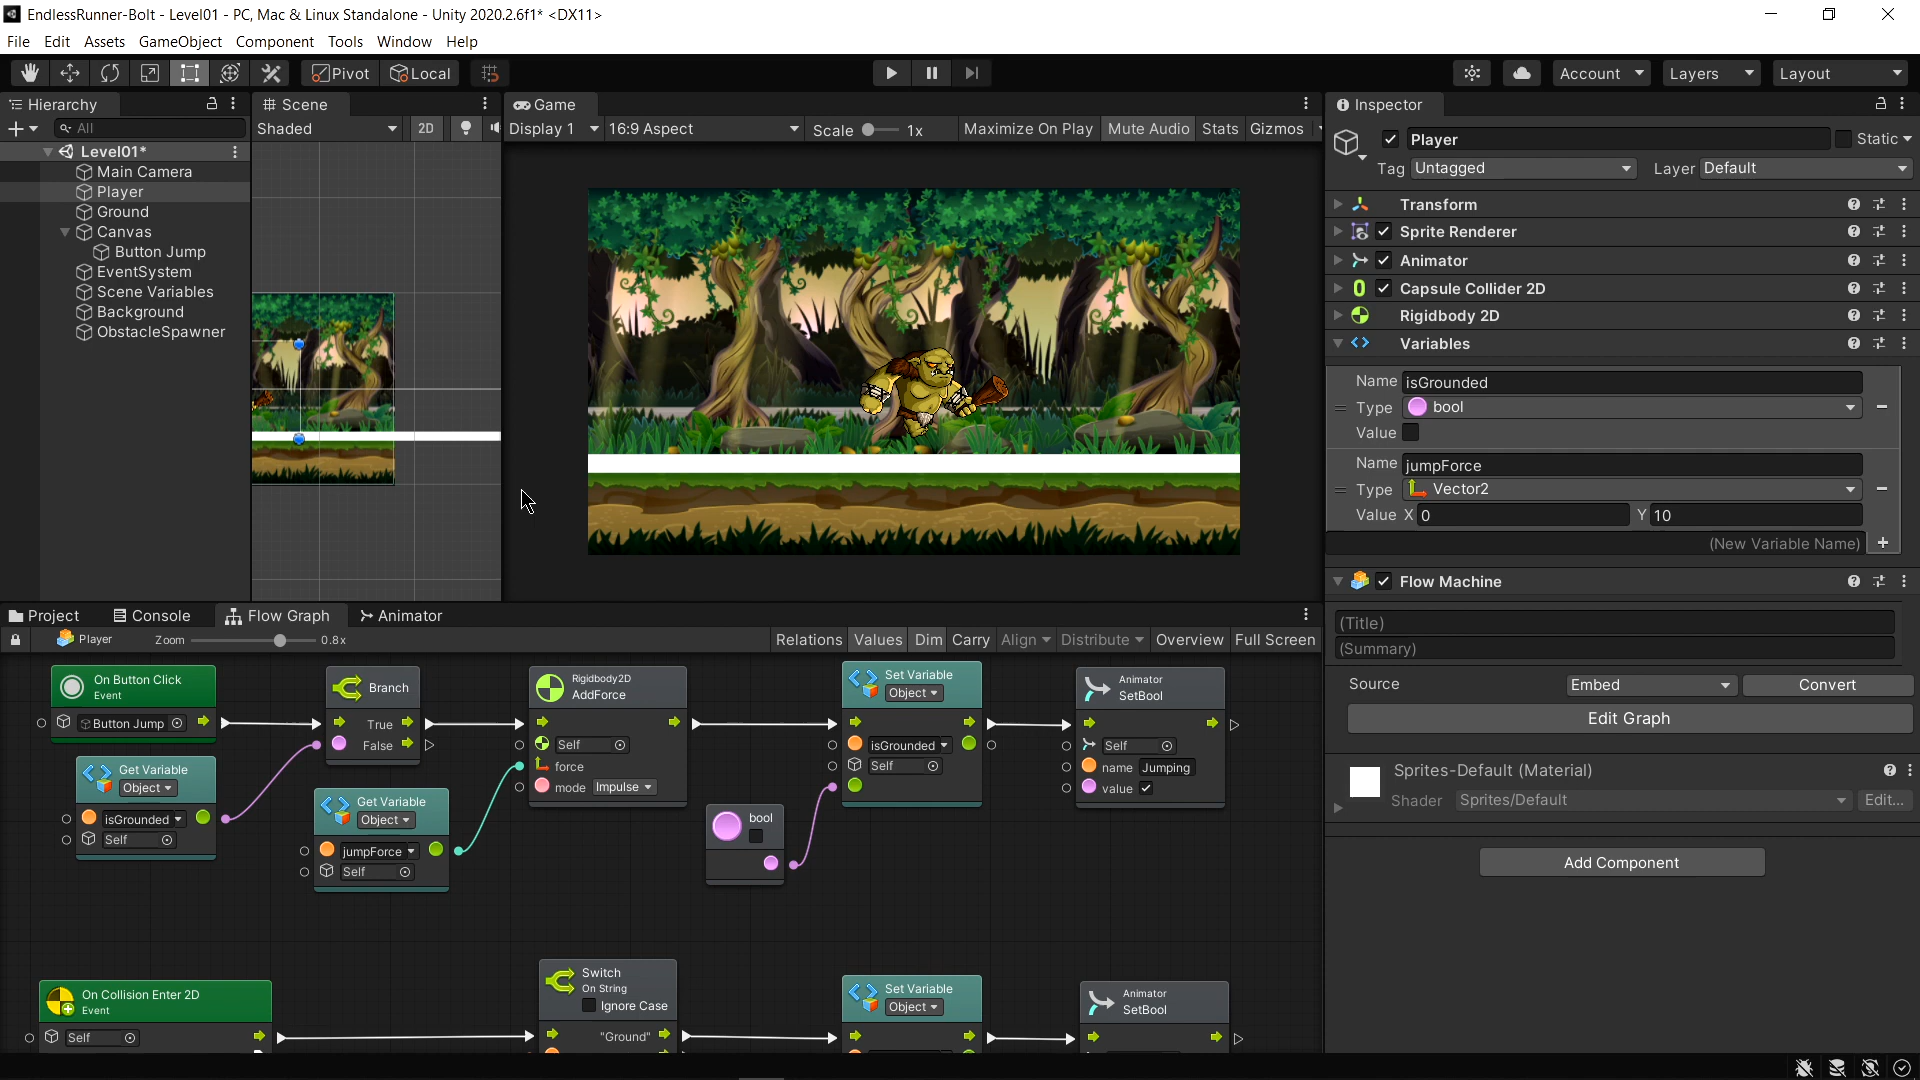 EndlessRunner-Bolt - Level01 - PC, Mac & Linux Standalone - Unity 2020.2.6f1* <DX11>
File Edit Assets GameObject Component Tools Window Help
Pivot Local Account Layers Layout
Hierarchy
All
Level01*
Main Camera
Player
Ground
Canvas
Button Jump
EventSystem
Scene Variables
Background
ObstacleSpawner
Scene
Shaded 2D
Game
Display 1 16:9 Aspect Scale 1x Maximize On Play Mute Audio Stats Gizmos
Inspector
Player Static
Tag Untagged Layer Default
Transform
Sprite Renderer
Animator
Capsule Collider 2D
Rigidbody 2D
Variables
Name isGrounded
Type bool
Value
Name jumpForce
Type Vector2
Value X 0 Y 10
(New Variable Name)
Flow Machine
(Title)
(Summary)
Source Embed Convert
Edit Graph
Sprites-Default (Material)
Shader Sprites/Default Edit...
Add Component
Project Console Flow Graph Animator
Player Zoom 0.8x Relations Values Dim Carry Align Distribute Overview Full Screen
On Button Click
Event
Button Jump
Get Variable
Object
isGrounded
Self
Branch
True
False
Get Variable
Object
jumpForce
Self
Rigidbody2D
AddForce
Self
force
mode Impulse
bool
Set Variable
Object
isGrounded
Self
Animator
SetBool
Self
name Jumping
value
On Collision Enter 2D
Event
Self
Switch
On String
Ignore Case
"Ground"
Set Variable
Object
Animator
SetBool